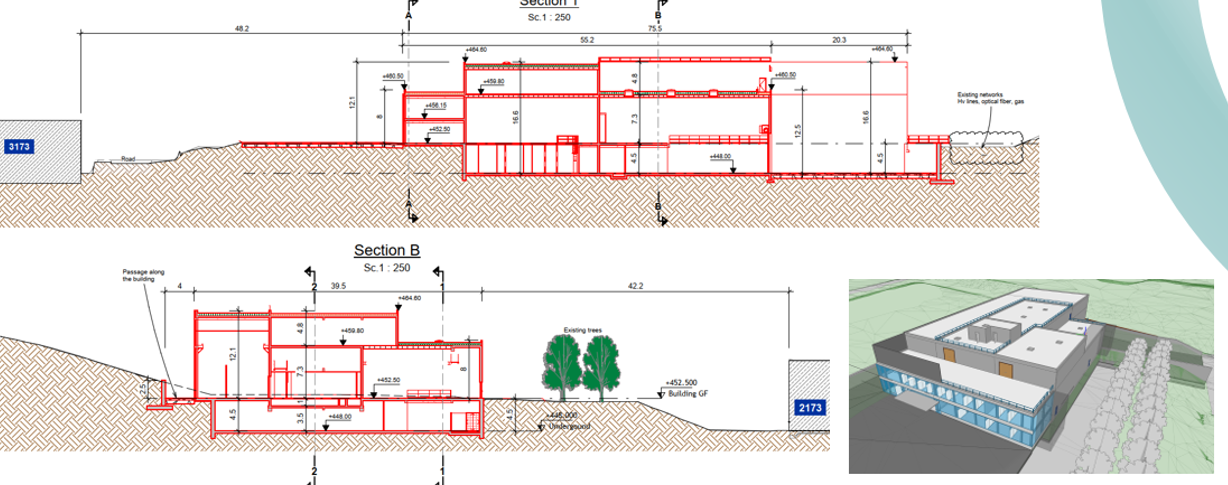 Section 1
Sc.1 : 250
A
B
48.2
75.5
55.2
20.3
+464.60
+464.60
+460.50
+459.80
+460.50
+456.15
+452.50
+448.00
12.1
8
16.6
4.8
7.3
4.5
12.5
16.6
4.5
Existing networks
Hv lines, optical fiber, gas
3173
Road
A
B
Section B
Sc.1 : 250
Passage along
the building
4
2
39.5
1
42.2
+464.60
+459.80
4.8
12.1
7.3
8
Existing trees
2.5
+452.50
+452.500
Building GF
4.5
1
3.5
+448.00
4.5
+448.000
Underground
2173
2
1